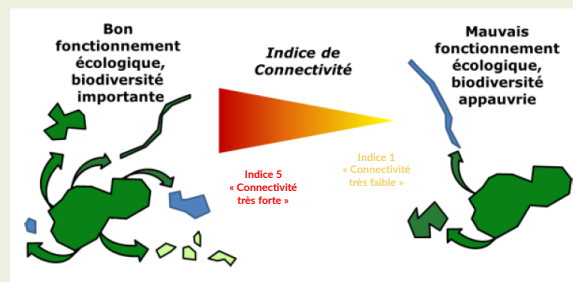 Bon
fonctionnement
écologique,
biodiversité
importante
Indice de
Connectivité
Mauvais
fonctionnement
écologique,
biodiversité
appauvrie
Indice 5
« Connectivité
très forte »
Indice 1
« Connectivité
très faible »